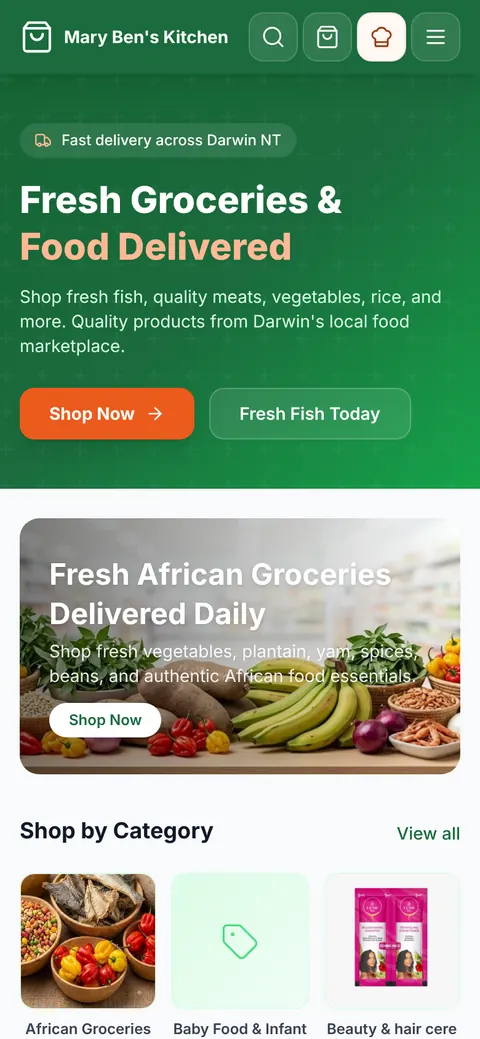 Mary Ben's Kitchen
Fast delivery across Darwin NT
Fresh Groceries &
Food Delivered
Shop fresh fish, quality meats, vegetables, rice, and
more. Quality products from Darwin's local food
marketplace.
Shop Now
Fresh Fish Today
Fresh African Groceries
Delivered Daily
Shop fresh vegetables, plantain, yam, spices,
beans, and authentic African food essentials.
Shop Now
Shop by Category
View all
African Groceries
Baby Food & Infant
Beauty & hair cere